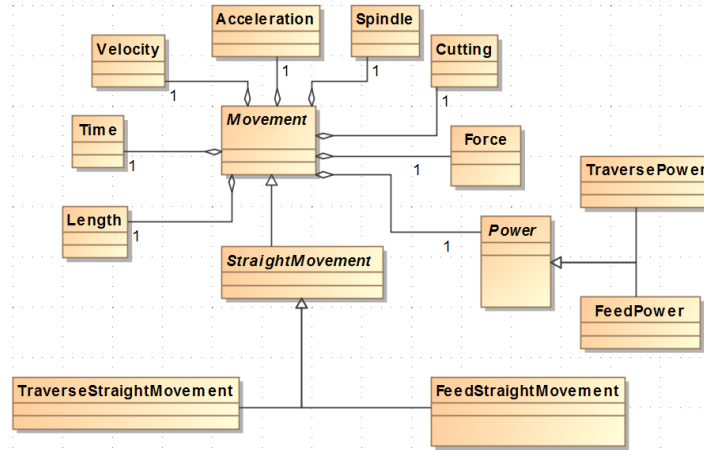 Acceleration
Spindle
Velocity
Cutting
1
1
1
1
Movement
Time
Force
1
1
TraversePower
Length
1
Power
1
StraightMovement
FeedPower
TraverseStraightMovement
FeedStraightMovement